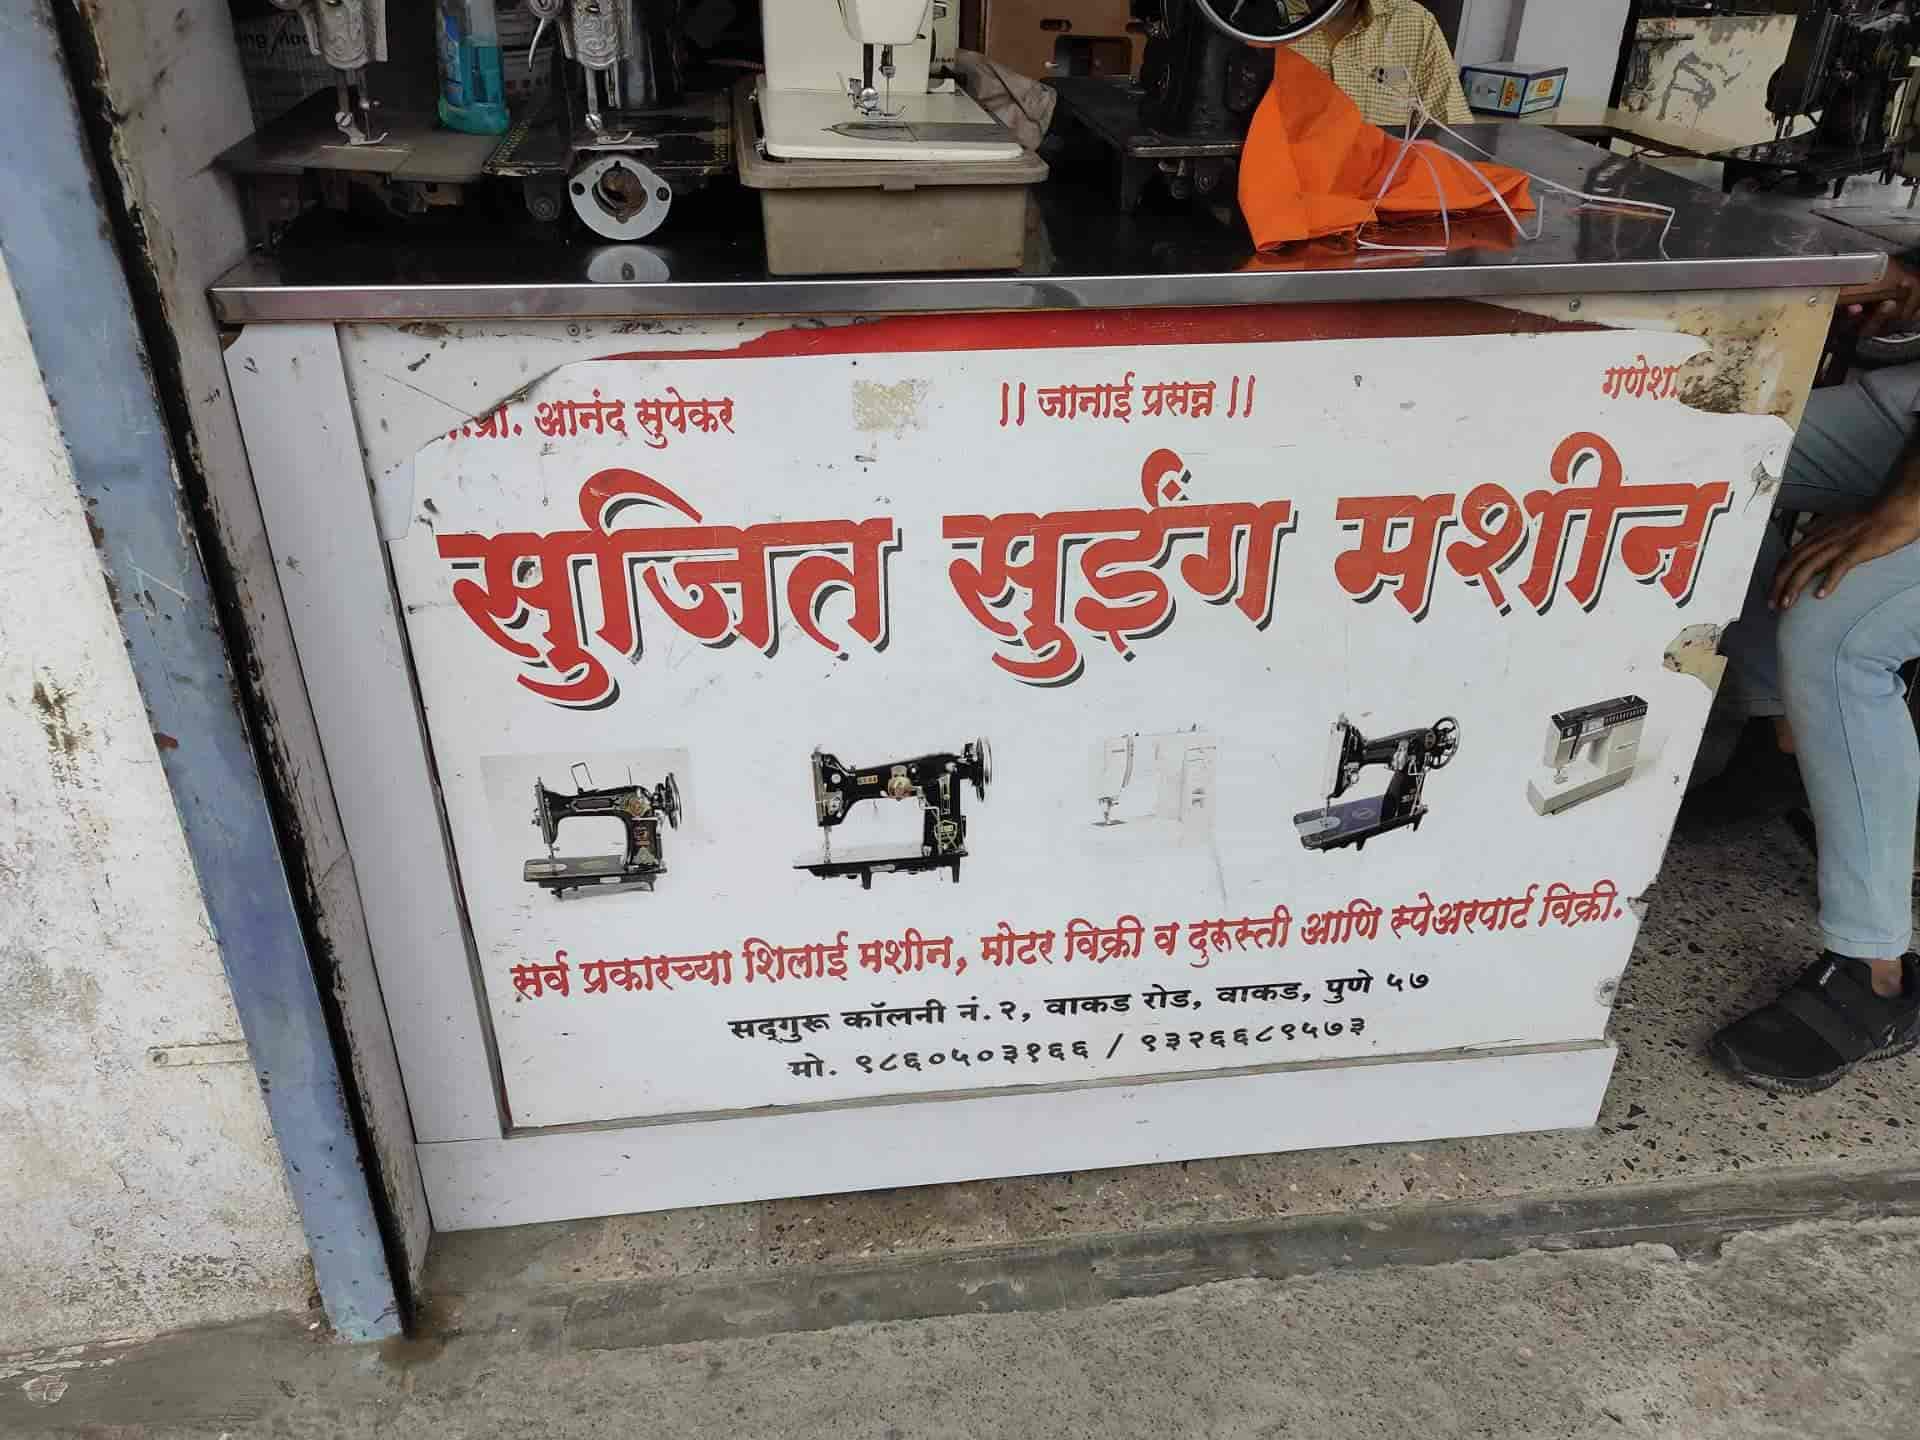 प्रो. आनंद सुपेकर || जानाई प्रसन्न ||
सुजित सुईंग मशीन
सर्व प्रकारच्या शिलाई मशीन, मोटर विक्री व दुरूस्ती आणि स्पेअरपार्ट विक्री.
सद्‌गुरू कॉलनी नं. २, वाकड रोड, वाकड, पुणे ५७
मो. ९८६०५०३१६६ / ९३२६६८९५७३